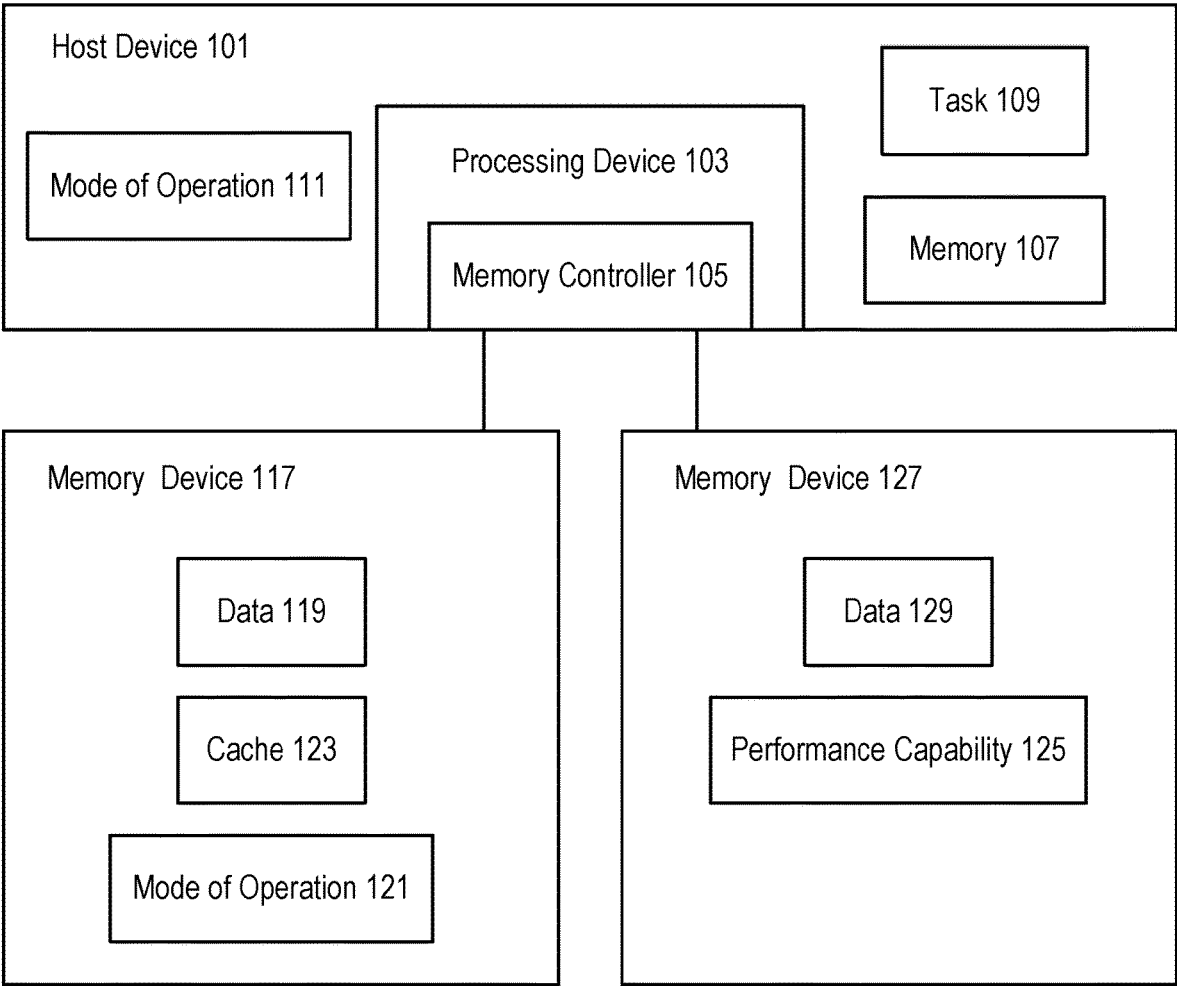 Host Device 101
Task 109
Mode of Operation 111
Processing Device 103
Memory Controller 105
Memory 107
Memory Device 117
Data 119
Cache 123
Mode of Operation 121
Memory Device 127
Data 129
Performance Capability 125